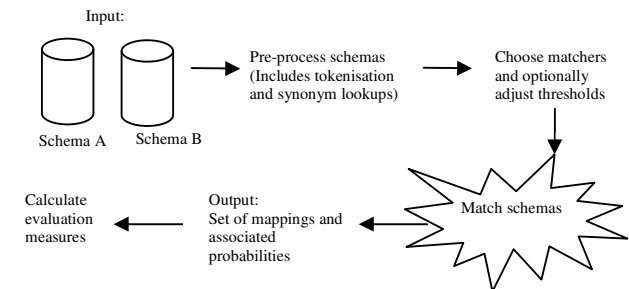 Input:
Schema A
Schema B
Pre-process schemas
(Includes tokenisation
and synonym lookups)
Choose matchers
and optionally
adjust thresholds
Match schemas
Output:
Set of mappings and
associated
probabilities
Calculate
evaluation
measures